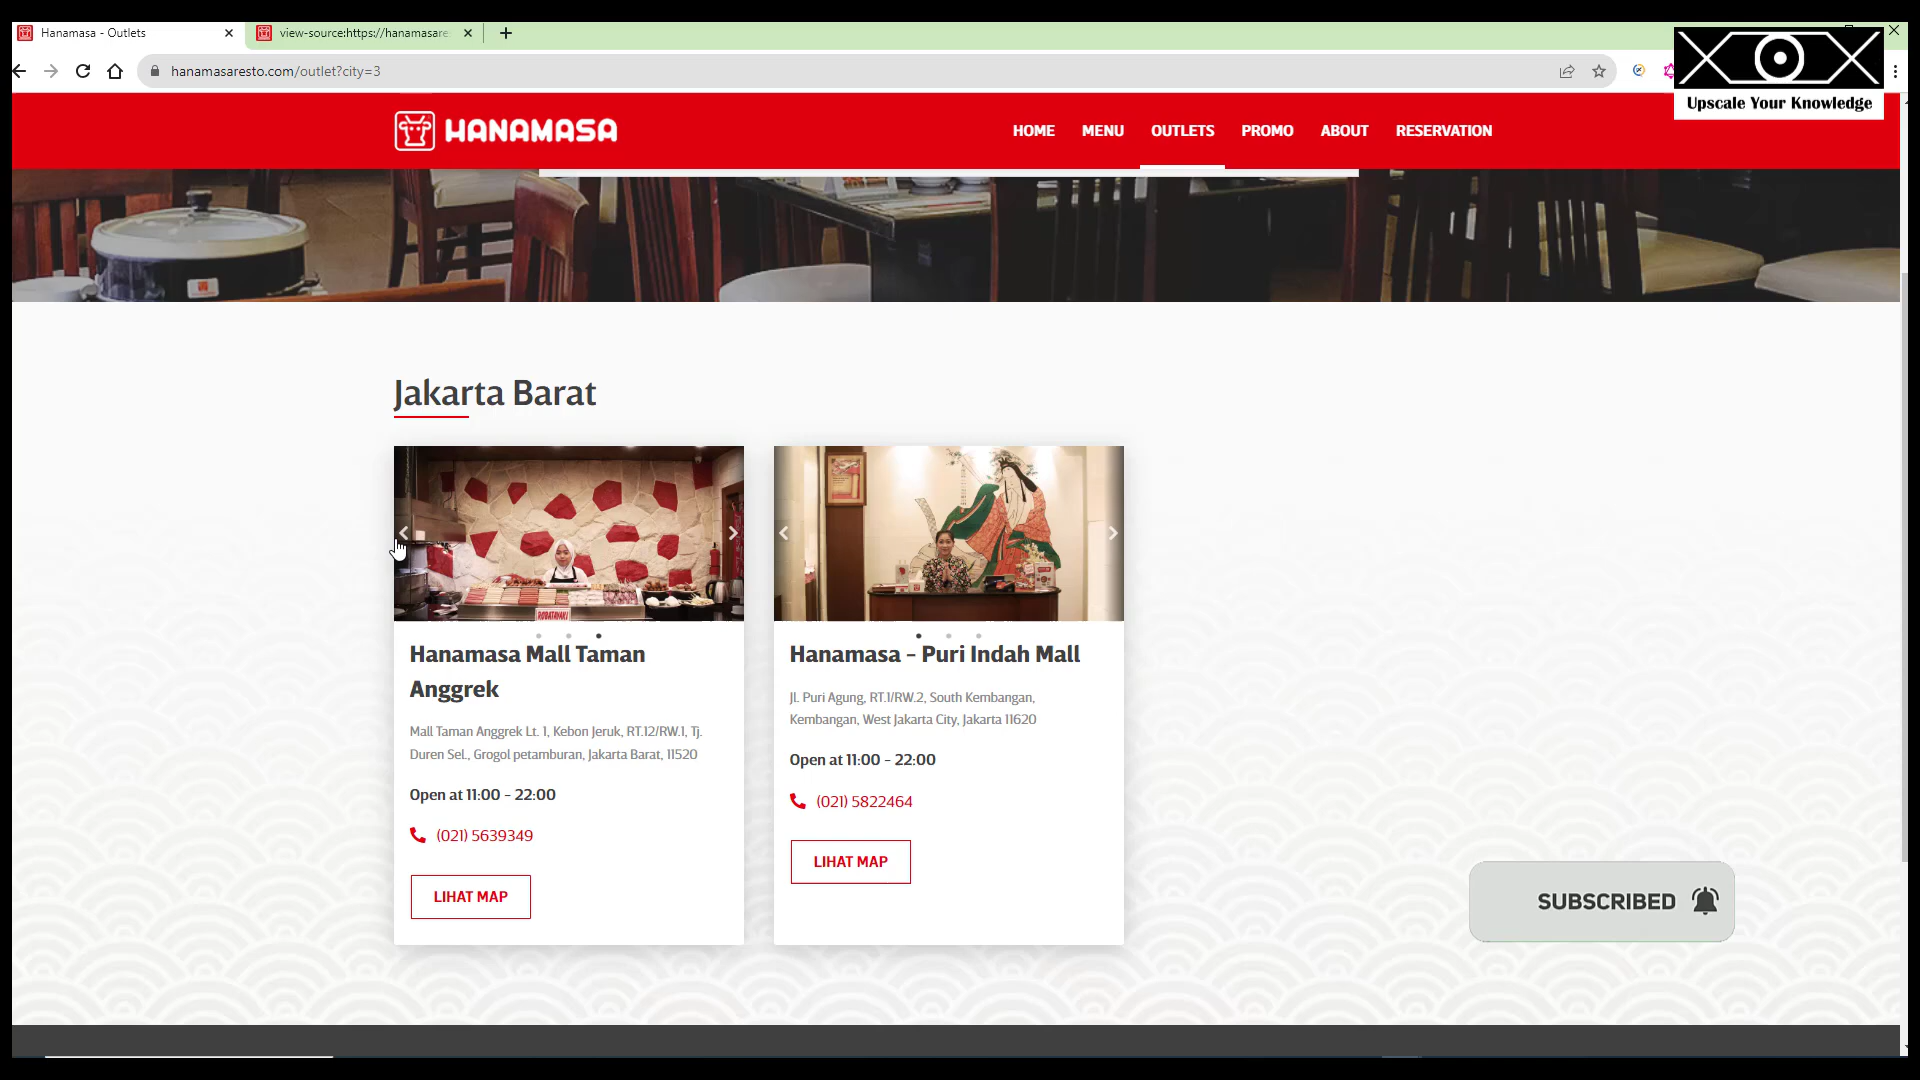 Hanamasa - Outlets
view-source:https://hanamasare
hanamasaresto.com/outlet?city=3
Upscale Your Knowledge
HANAMASA
HOME MENU OUTLETS PROMO ABOUT RESERVATION
Jakarta Barat
ROBATAYAKI
Hanamasa Mall Taman
Anggrek
Mall Taman Anggrek Lt. 1, Kebon Jeruk, RT.12/RW.1, Tj.
Duren Sel., Grogol petamburan, Jakarta Barat, 11520
Open at 11:00 - 22:00
(021) 5639349
LIHAT MAP
Hanamasa – Puri Indah Mall
Jl. Puri Agung, RT.1/RW.2, South Kembangan,
Kembangan, West Jakarta City, Jakarta 11620
Open at 11:00 - 22:00
(021) 5822464
LIHAT MAP
SUBSCRIBED